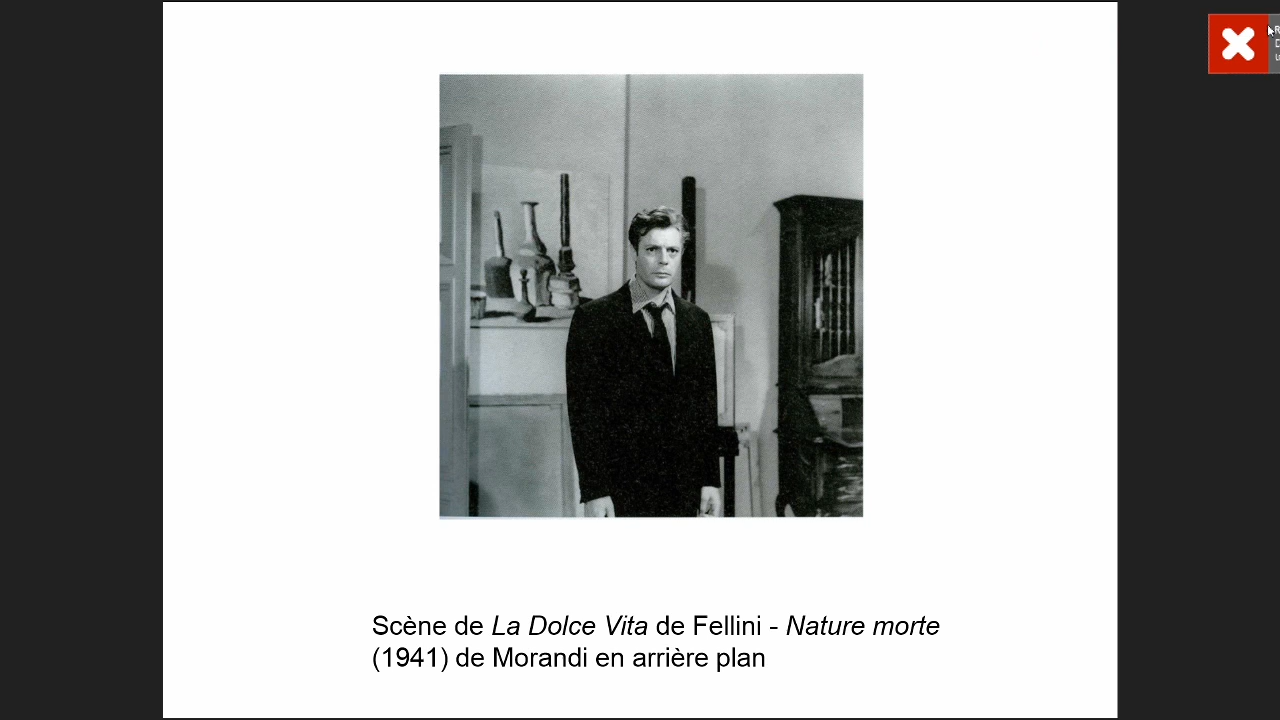 Scène de La Dolce Vita de Fellini - Nature morte
(1941) de Morandi en arrière plan